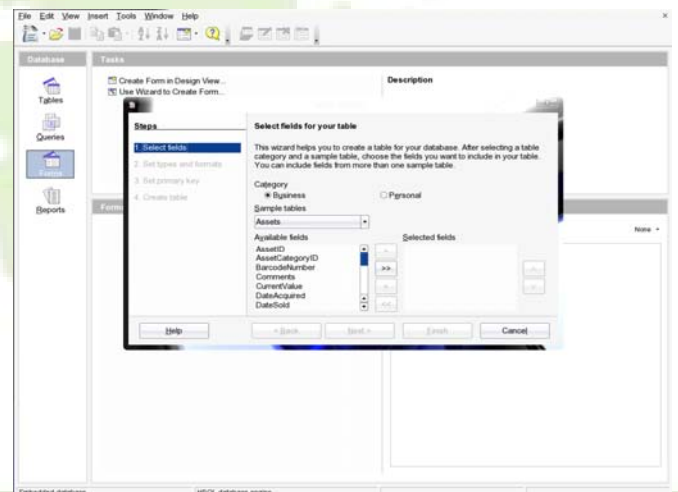 File Edit View Insert Tools Window Help
Database
Tasks
Tables
Queries
Forms
Reports
Create Form in Design View...
Use Wizard to Create Form...
Description
Steps
1. Select fields
2. Set types and formats
3. Set primary key
4. Create table
Select fields for your table
This wizard helps you to create a table for your database. After selecting a table
category and a sample table, choose the fields you want to include in your table.
You can include fields from more than one sample table.
Category
Business
Personal
Sample tables
Assets
Available fields
Selected fields
AssetID
AssetCategoryID
BarcodeNumber
Comments
CurrentValue
DateAcquired
DateSold
>>
<<
Help
< Back
Next >
Finish
Cancel
Forms
None
Embedded database
HSQL database engine